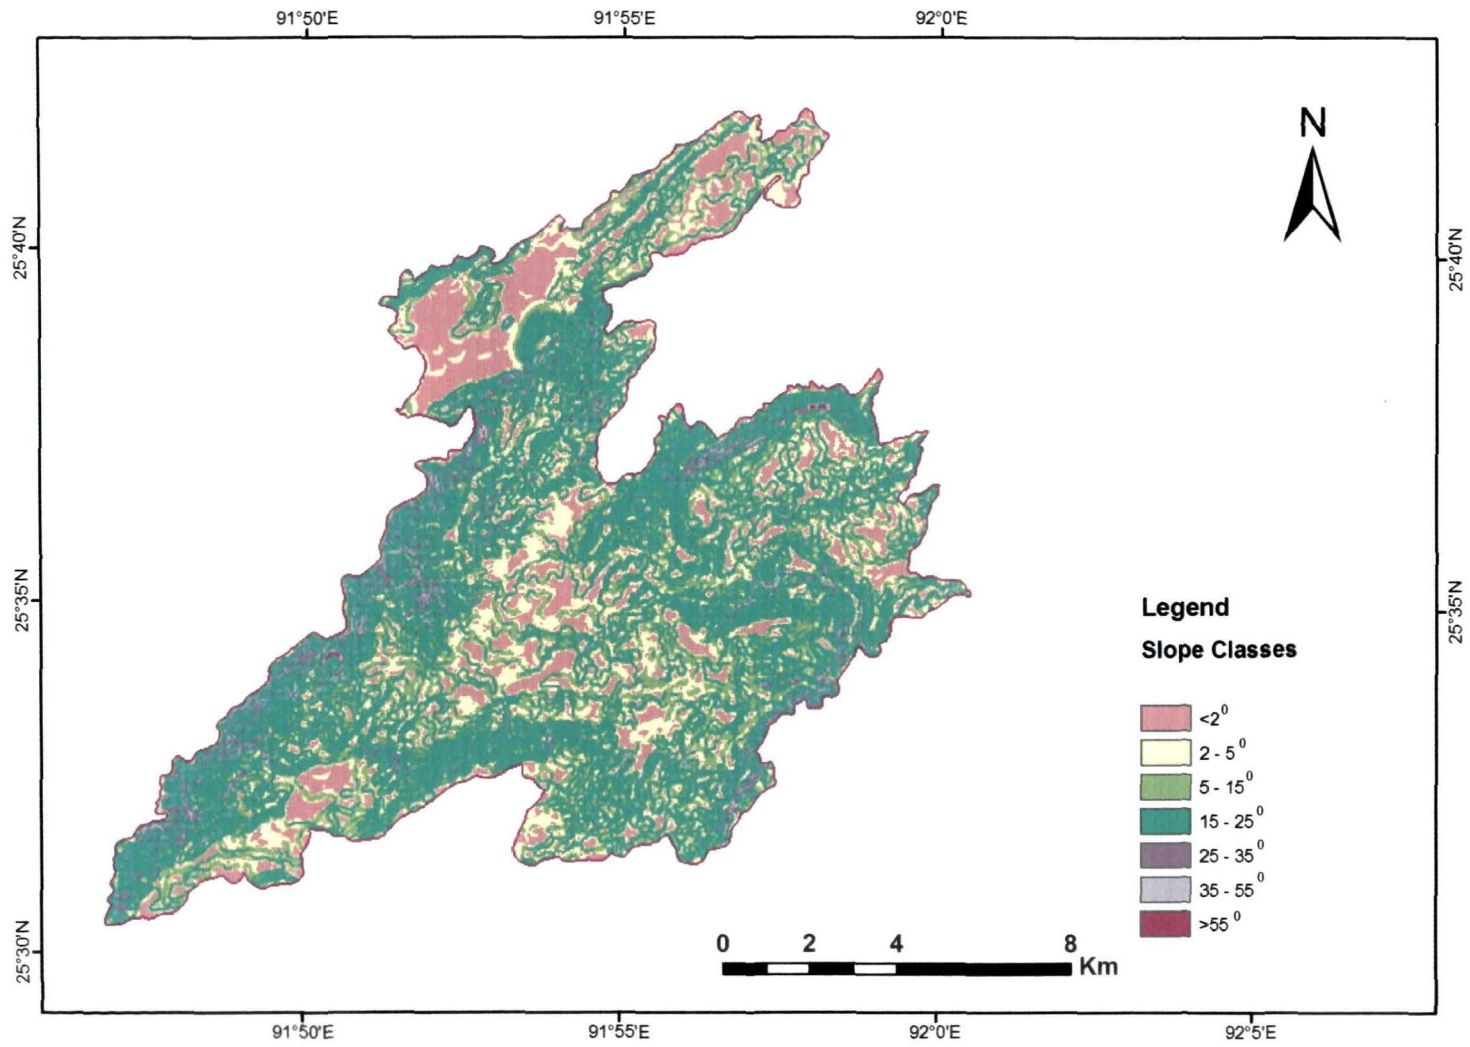 91°50'E 91°55'E 92°0'E
N
25°40'N
25°40'N
25°35'N
25°35'N
Legend
Slope Classes
<2⁰
2 - 5⁰
5 - 15⁰
15 - 25⁰
25 - 35⁰
35 - 55⁰
>55⁰
25°30'N
0 2 4 8
Km
91°50'E 91°55'E 92°0'E 92°5'E